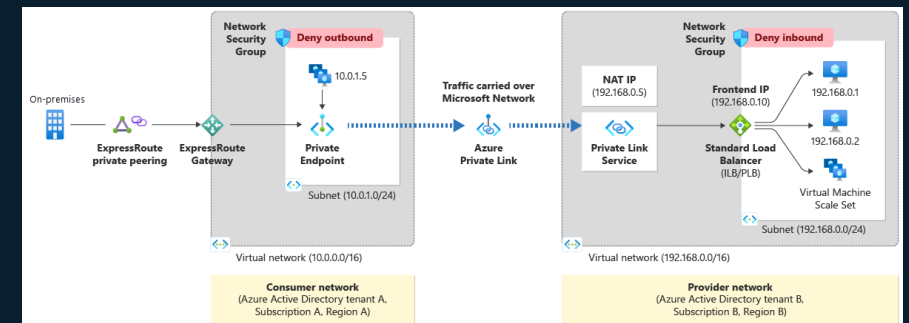 Network
Security
Group
Deny outbound
10.0.1.5
On-premises
ExpressRoute
private peering
ExpressRoute
Gateway
Private
Endpoint
Subnet (10.0.1.0/24)
Virtual network (10.0.0.0/16)
Consumer network
(Azure Active Directory tenant A,
Subscription A, Region A)
Traffic carried over
Microsoft Network
Azure
Private Link
Network
Security
Group
Deny inbound
NAT IP
(192.168.0.5)
Private Link
Service
Frontend IP
(192.168.0.10)
Standard Load
Balancer
(ILB/PLB)
192.168.0.1
192.168.0.2
Virtual Machine
Scale Set
Subnet (192.168.0.0/24)
Virtual network (192.168.0.0/16)
Provider network
(Azure Active Directory tenant B,
Subscription B, Region B)